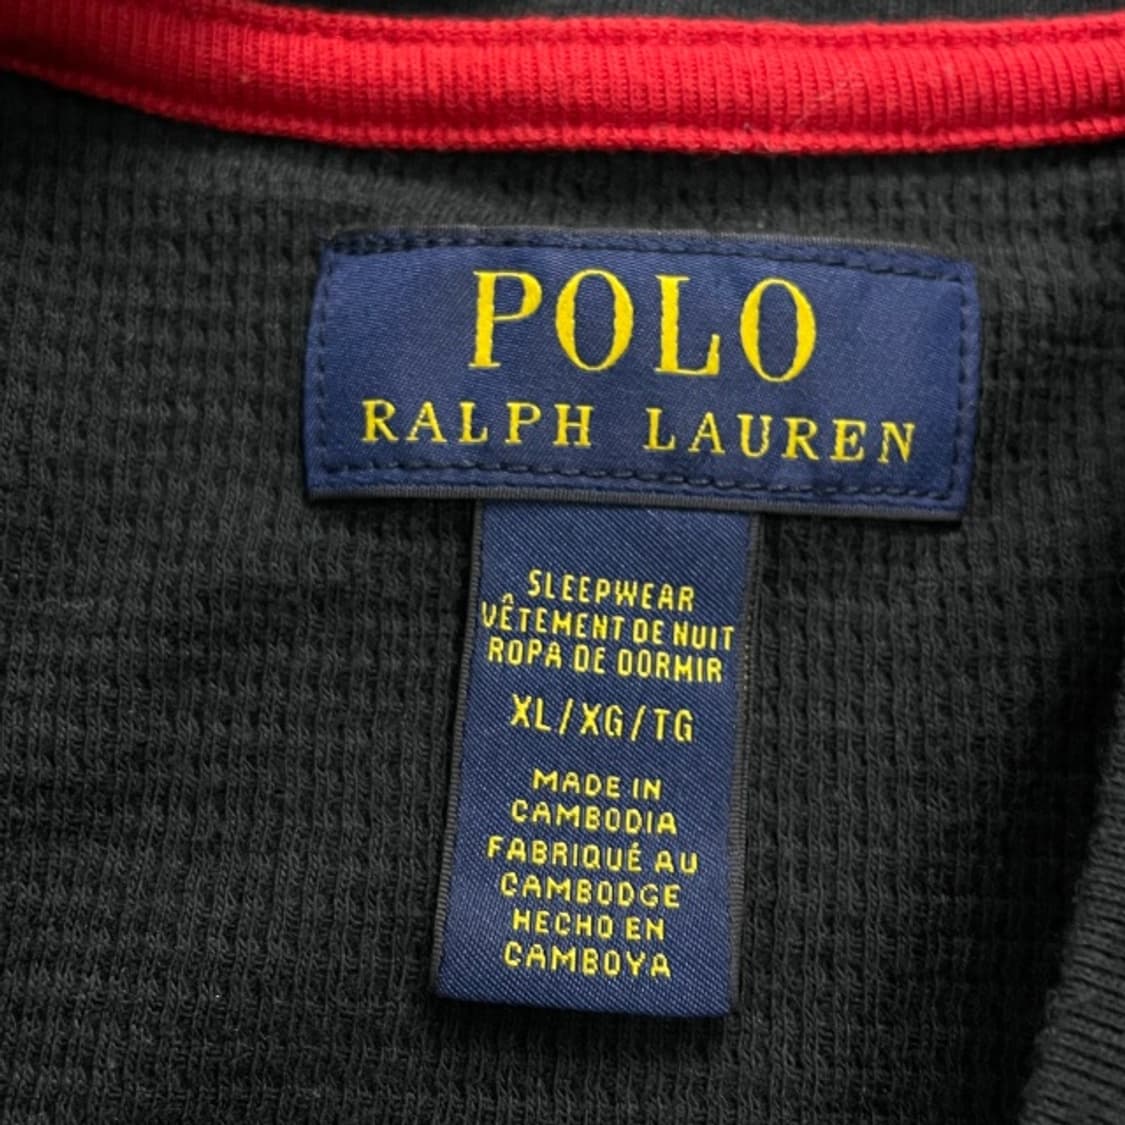 POLO
RALPH LAUREN
SLEEPWEAR
VÊTEMENT DE NUIT
ROPA DE DORMIR
XL/XG/TG
MADE IN
CAMBODIA
FABRIQUÉ AU
CAMBODGE
HECHO EN
CAMBOYA